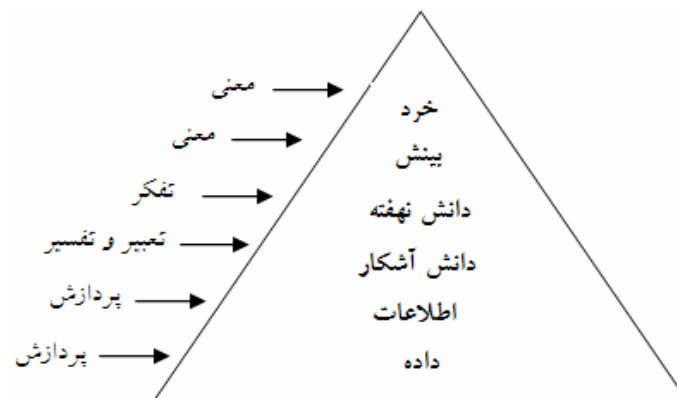 معنی
خرد
معنی
بینش
تفکر
دانش نهفته
تعبیر و تفسیر
دانش آشکار
پردازش
اطلاعات
پردازش
داده